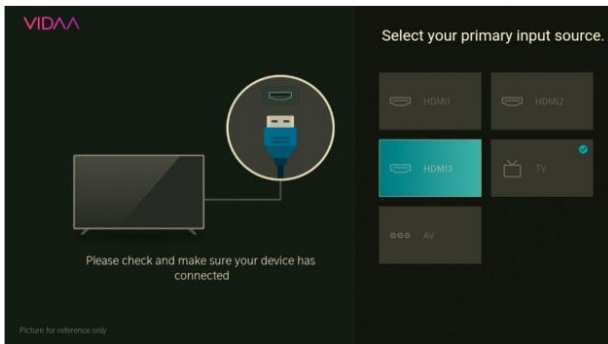 VIDAA
Select your primary input source.
HDMI1
HDMI2
HDMI3
TV
AV
Please check and make sure your device has
connected
Picture for reference only